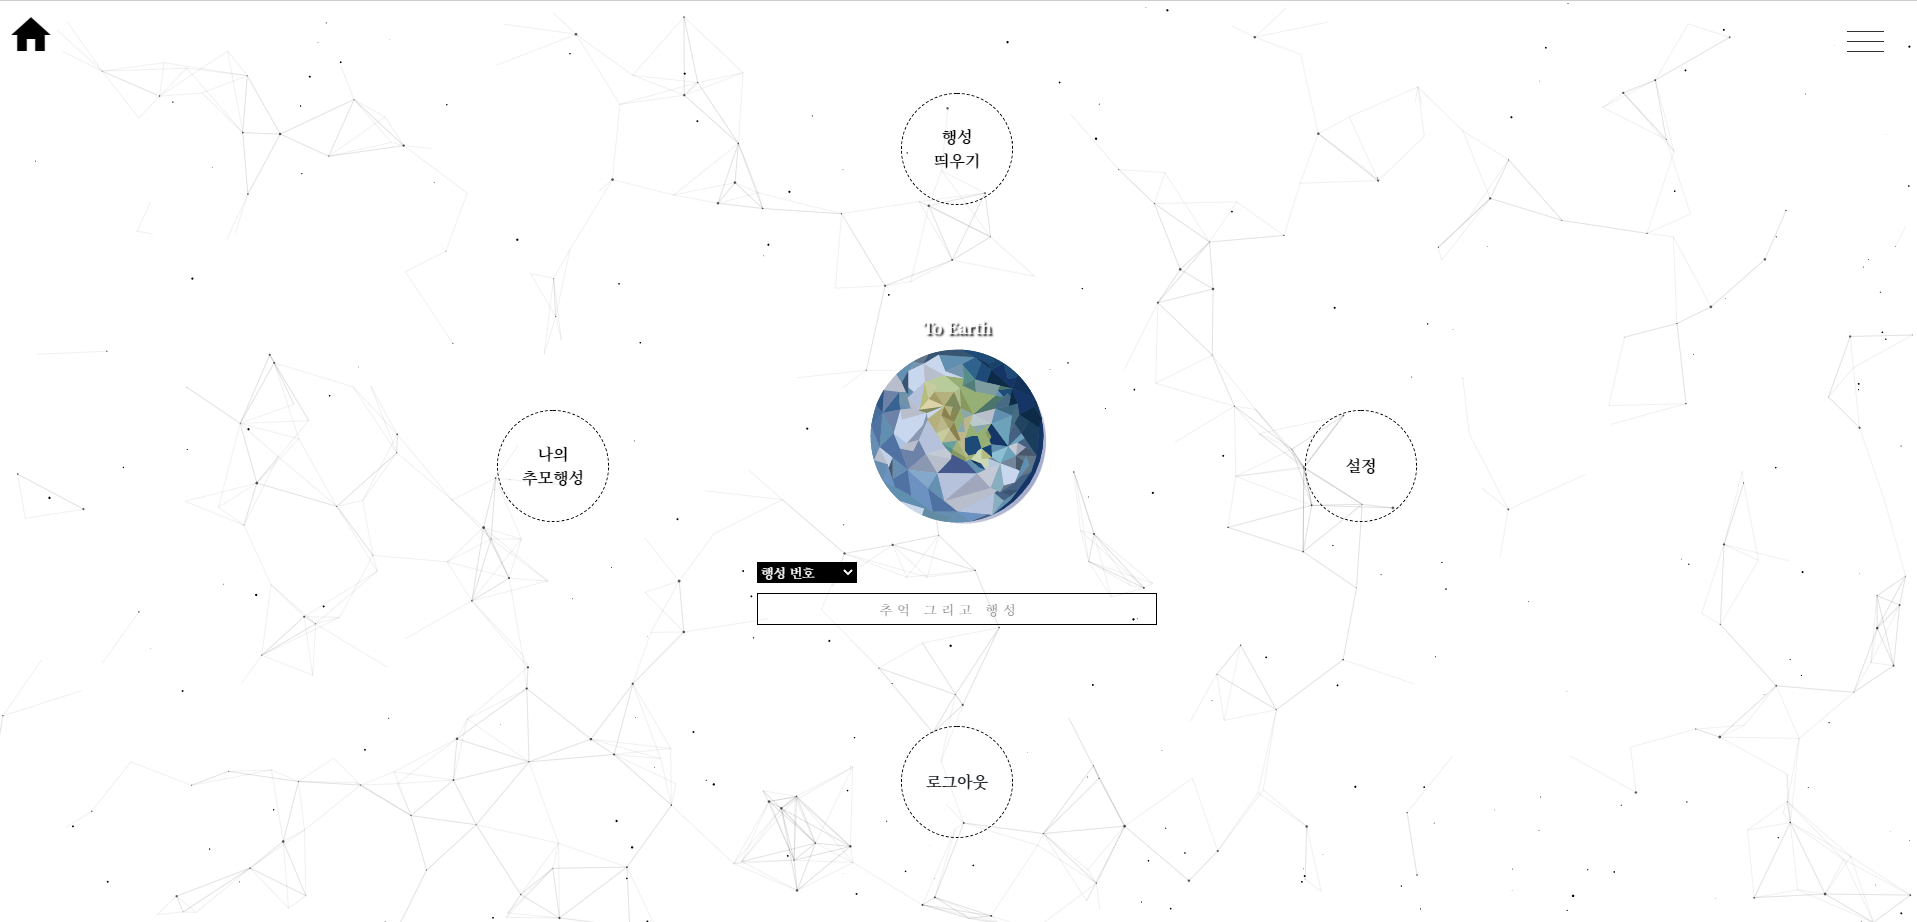 행성
띄우기
To Earth
나의
추모행성
설정
행성 번호
추억 그리고 행성
로그아웃